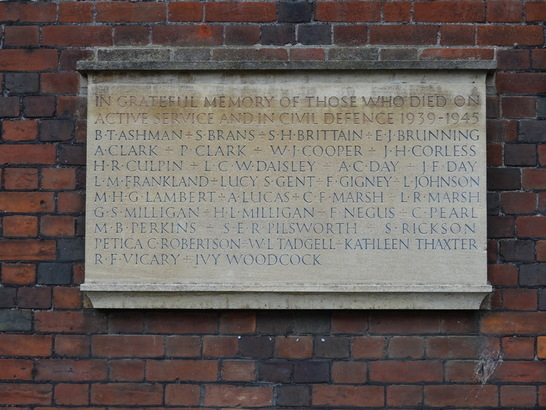 IN GRATEFUL MEMORY OF THOSE WHO DIED ON
ACTIVE SERVICE AND IN CIVIL DEFENCE 1939-1945
B·T·ASHMAN + S·BRANS + S·H·BRITTAIN + E·J·BRUNNING
A·CLARK + P·CLARK + W·J·COOPER + J·H·CORLESS
H·R·CULPIN + L·C·W·DAISLEY + A·C·DAY + J·F·DAY
L·M·FRANKLAND + LUCY·S·GENT + F·GIGNEY + L·JOHNSON
M·H·G·LAMBERT + A·LUCAS + C·F·MARSH + L·R·MARSH
G·S·MILLIGAN + H·L·MILLIGAN + F·NEGUS + C·PEARL
M·B·PERKINS + S·E·R·PILSWORTH + S·RICKSON
PETICA·C·ROBERTSON · W·L·TADGELL · KATHLEEN THAXTER
R·F·VICARY + IVY WOODCOCK